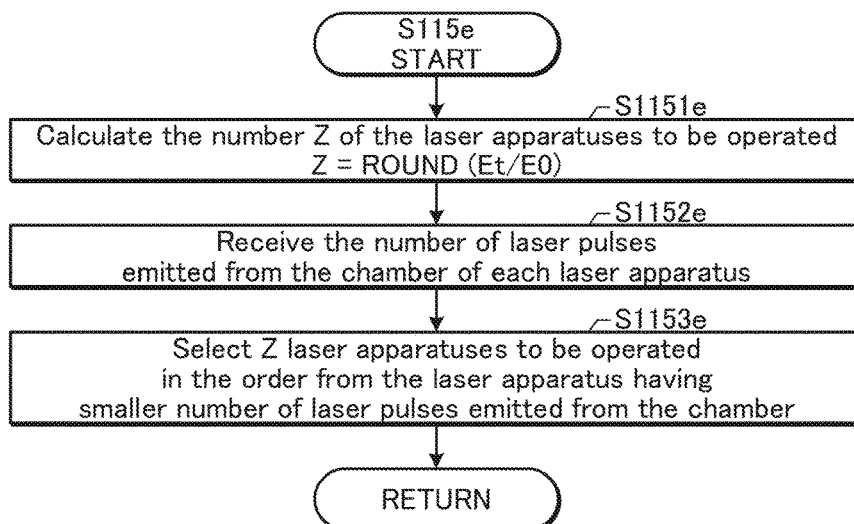 S115e
START
S1151e
Calculate the number Z of the laser apparatuses to be operated
Z = ROUND (Et/E0)
S1152e
Receive the number of laser pulses
emitted from the chamber of each laser apparatus
S1153e
Select Z laser apparatuses to be operated
in the order from the laser apparatus having
smaller number of laser pulses emitted from the chamber
RETURN